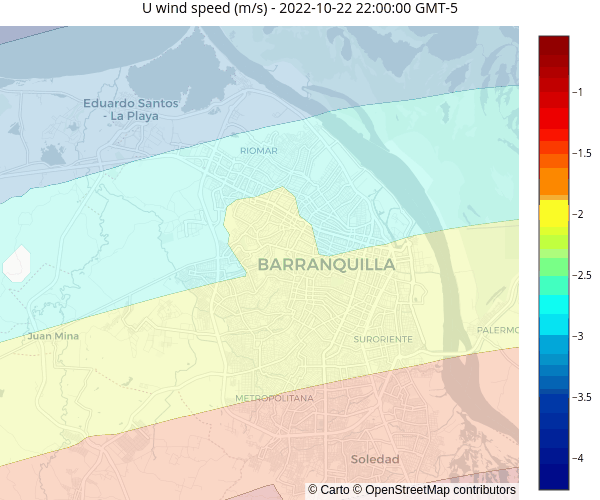 U wind speed (m/s) - 2022-10-22 22:00:00 GMT-5
Eduardo Santos
- La Playa
RIOMAR
BARRANQUILLA
Juan Mina
SURORIENTE
PALERMO
METROPOLITANA
Soledad
© Carto © OpenStreetMap contributors
−1
−1.5
−2
−2.5
−3
−3.5
−4